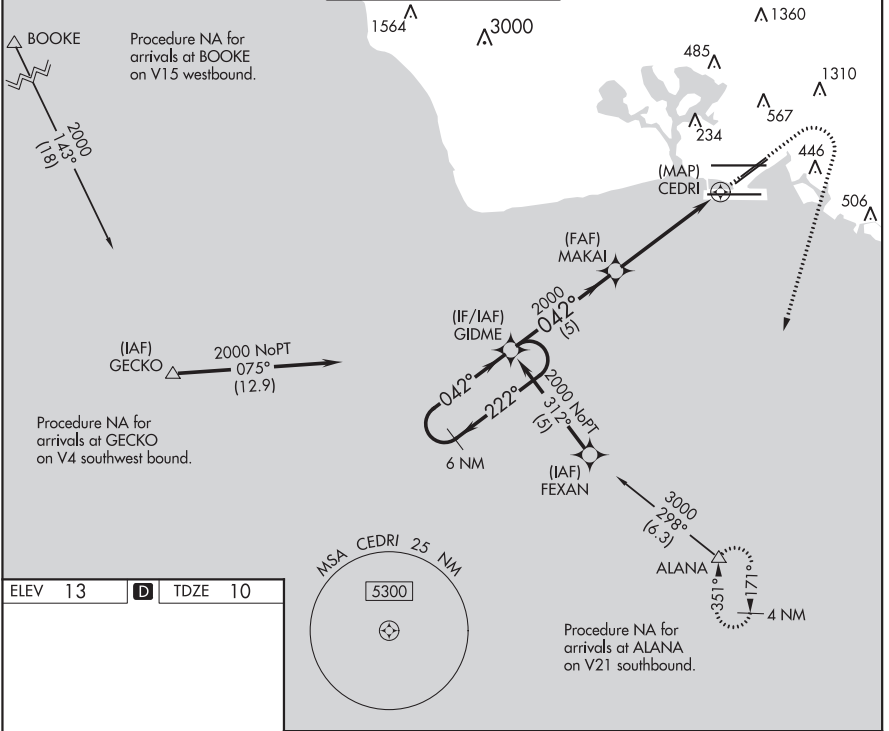 1564
3000
1360
BOOKE
Procedure NA for
arrivals at BOOKE
on V15 westbound.
485
1310
567
234
446
2000
143°
(18)
(MAP)
CEDRI
506
(FAF)
MAKAI
2000
042°
(5)
(IF/IAF)
GIDME
(IAF)
GECKO
2000 NoPT
075°
(12.9)
042°
222°
2000 NoPT
312°
(5)
6 NM
Procedure NA for
arrivals at GECKO
on V4 southwest bound.
(IAF)
FEXAN
3000
298°
(6.3)
MSA CEDRI 25 NM
5300
ALANA
351°
171°
4 NM
ELEV 13 D TDZE 10
Procedure NA for
arrivals at ALANA
on V21 southbound.